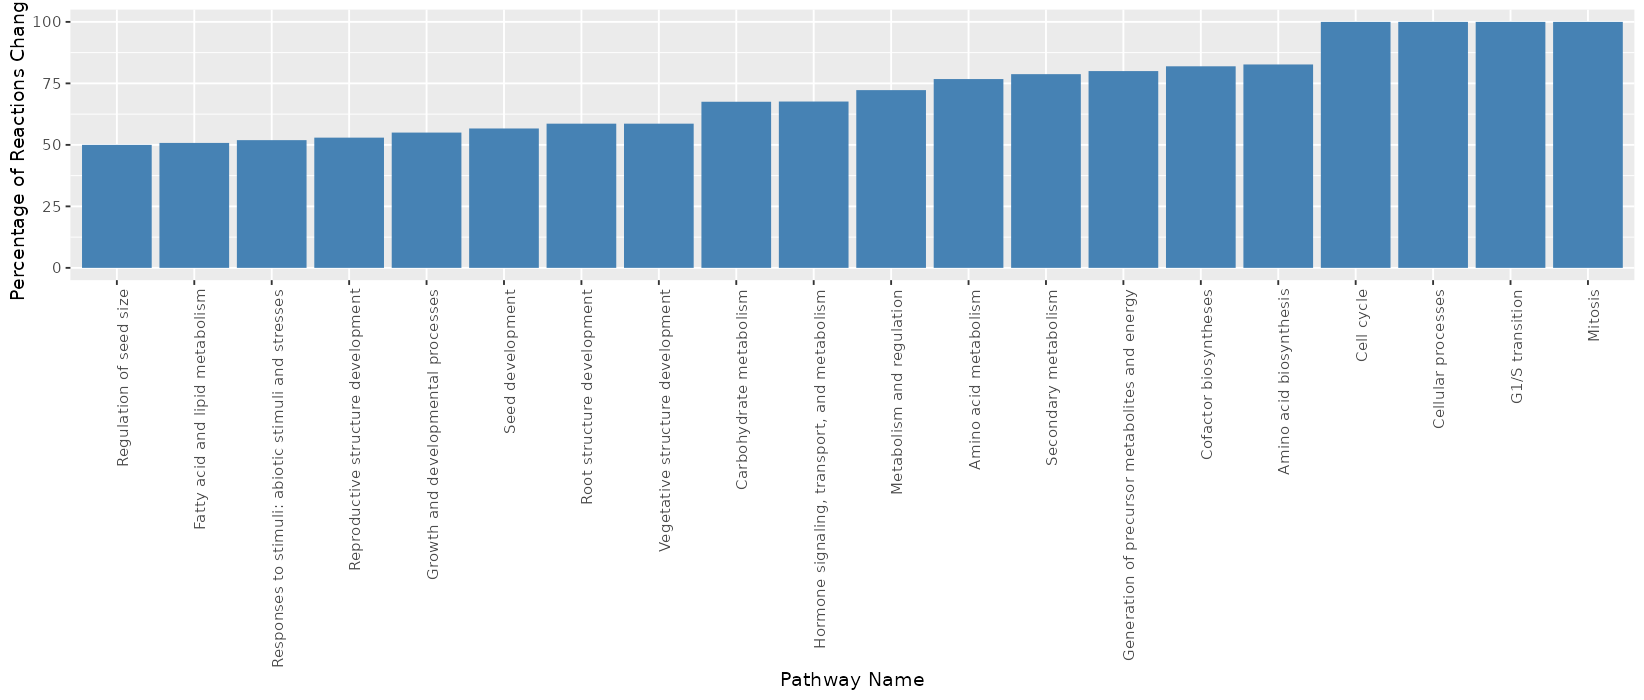 Percentage of Reactions Chang
100
75
50
25
0
Regulation of seed size
Fatty acid and lipid metabolism
Responses to stimuli: abiotic stimuli and stresses
Reproductive structure development
Growth and developmental processes
Seed development
Root structure development
Vegetative structure development
Carbohydrate metabolism
Hormone signaling, transport, and metabolism
Metabolism and regulation
Amino acid metabolism
Secondary metabolism
Generation of precursor metabolites and energy
Cofactor biosyntheses
Amino acid biosynthesis
Cell cycle
Cellular processes
G1/S transition
Mitosis
Pathway Name